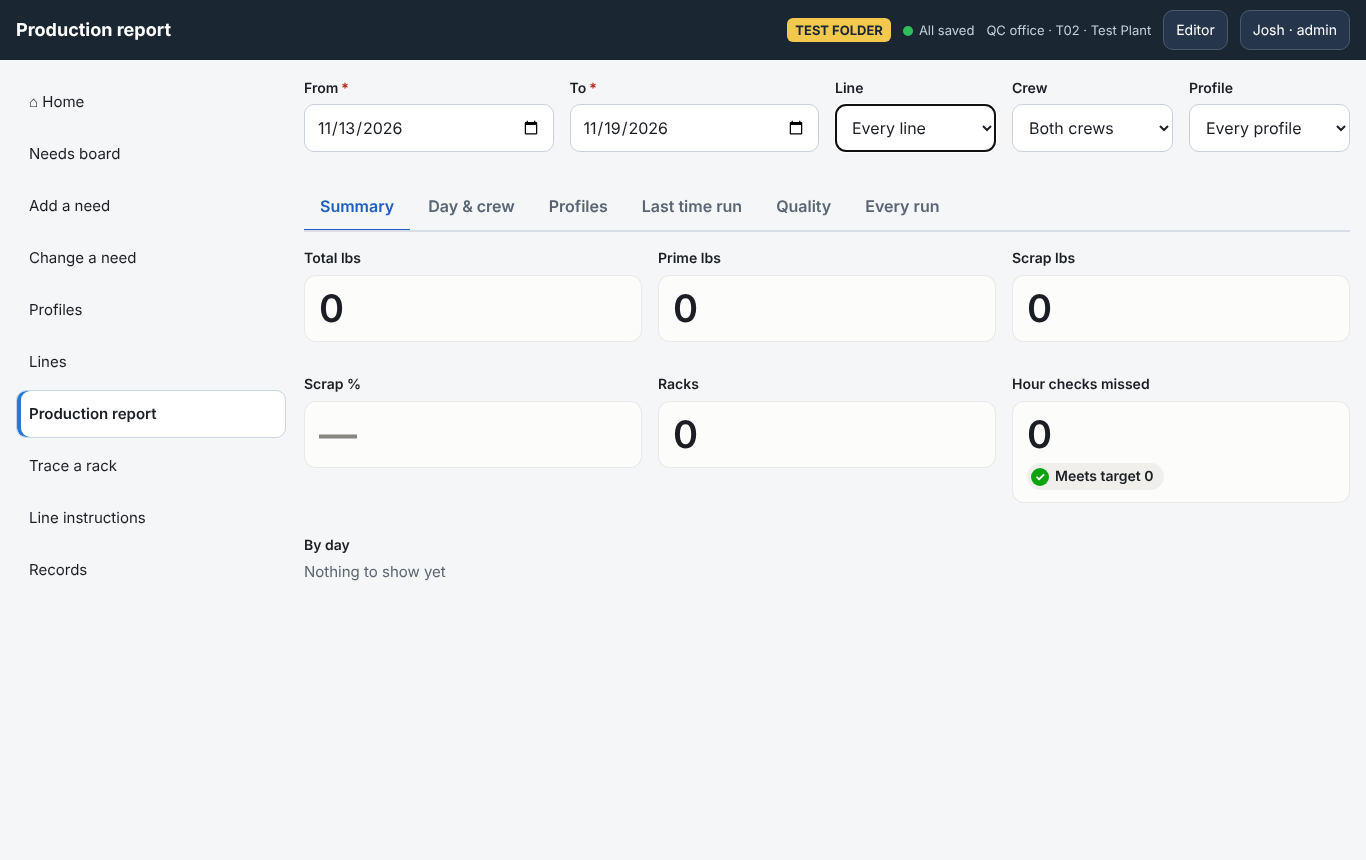 Production report
TEST FOLDER
All saved
QC office · T02 · Test Plant
Editor
Josh · admin
⌂ Home
Needs board
Add a need
Change a need
Profiles
Lines
Production report
Trace a rack
Line instructions
Records
From *
To *
Line
Crew
Profile
11/13/2026
11/19/2026
Every line
Both crews
Every profile
Summary
Day & crew
Profiles
Last time run
Quality
Every run
Total lbs
Prime lbs
Scrap lbs
0
0
0
Scrap %
Racks
Hour checks missed
—
0
0
Meets target 0
By day
Nothing to show yet